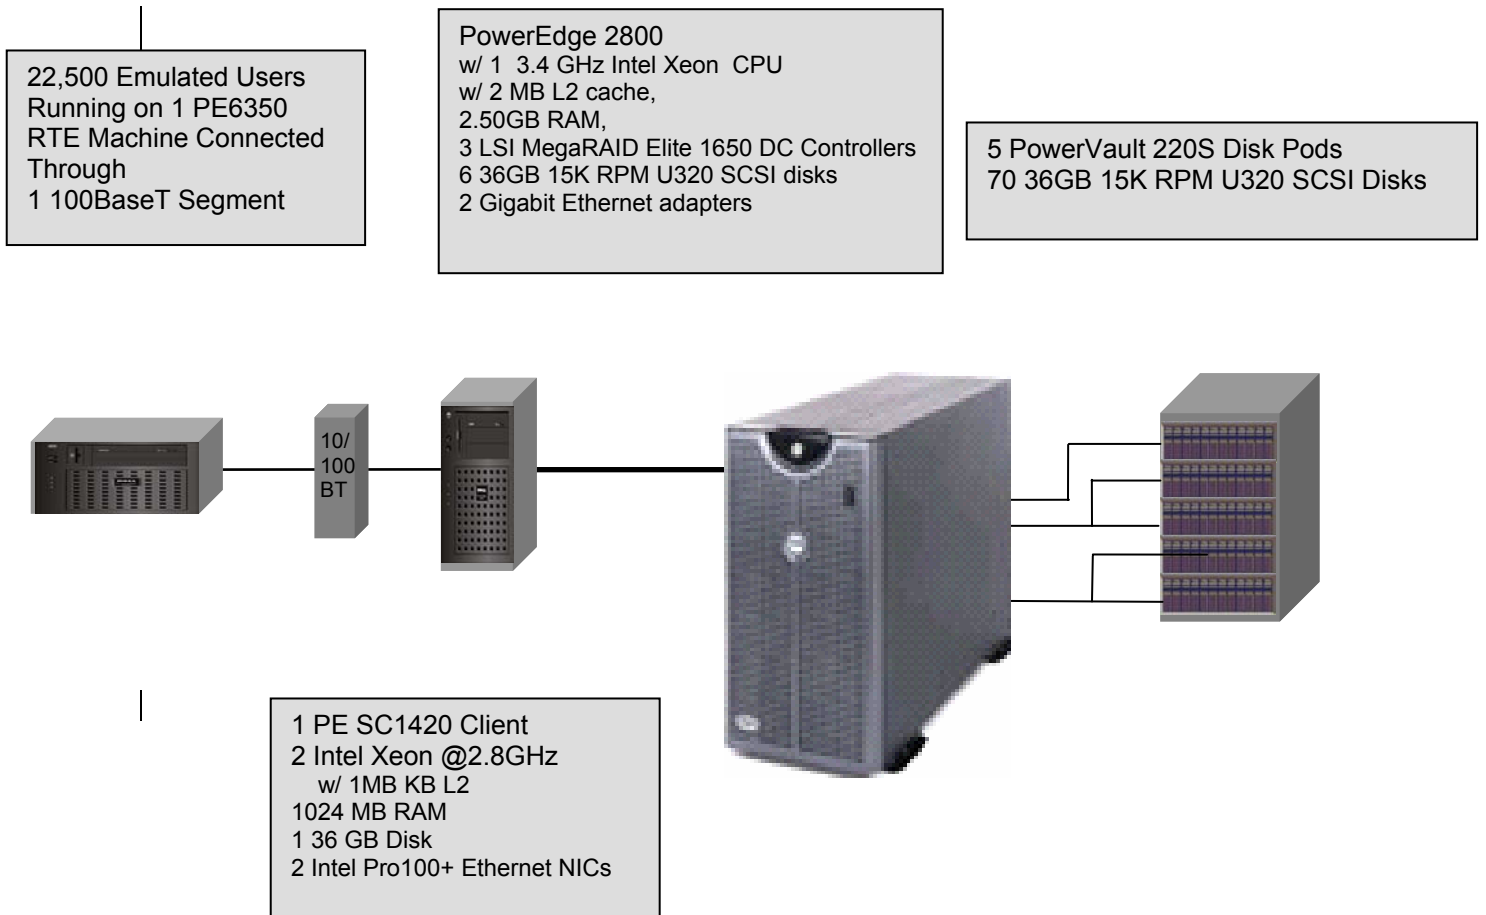 22,500 Emulated Users
Running on 1 PE6350
RTE Machine Connected
Through
1 100BaseT Segment
PowerEdge 2800
w/ 1 3.4 GHz Intel Xeon CPU
w/ 2 MB L2 cache,
2.50GB RAM,
3 LSI MegaRAID Elite 1650 DC Controllers
6 36GB 15K RPM U320 SCSI disks
2 Gigabit Ethernet adapters
5 PowerVault 220S Disk Pods
70 36GB 15K RPM U320 SCSI Disks
10/
100
BT
1 PE SC1420 Client
2 Intel Xeon @2.8GHz
w/ 1MB KB L2
1024 MB RAM
1 36 GB Disk
2 Intel Pro100+ Ethernet NICs